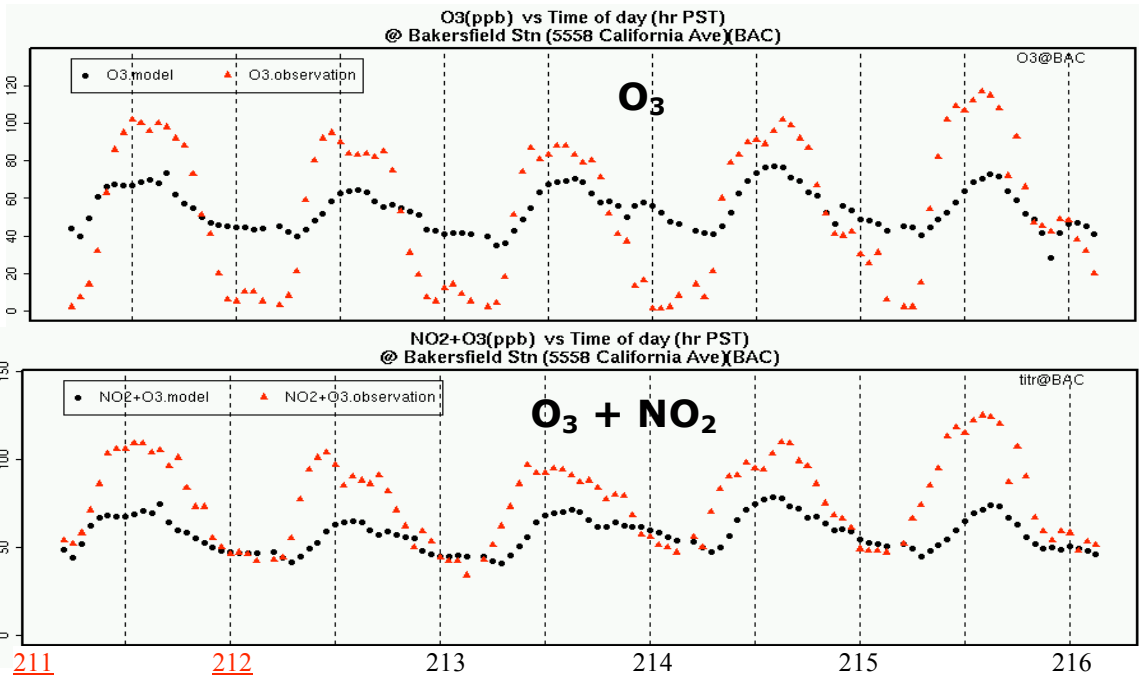 O3(ppb) vs Time of day (hr PST)
@ Bakersfield Stn (5558 California Ave)(BAC)
O3.model O3.observation
O3@BAC
O₃
120
100
80
60
40
20
0
NO2+O3(ppb) vs Time of day (hr PST)
@ Bakersfield Stn (5558 California Ave)(BAC)
NO2+O3.model NO2+O3.observation
titr@BAC
O₃ + NO₂
150
100
50
0
211 212 213 214 215 216